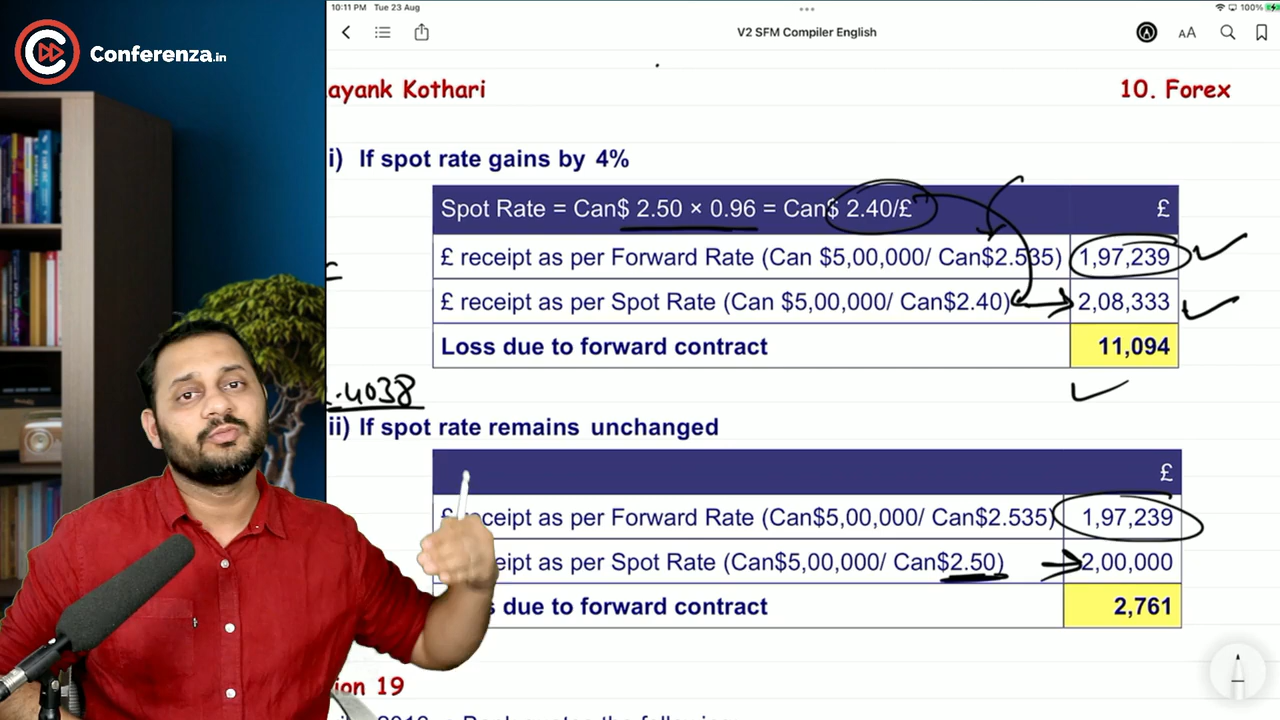 10:11 PM Tue 23 Aug
100%
Conferenza.in
V2 SFM Compiler English
AA
ayank Kothari
10. Forex
i) If spot rate gains by 4%
Spot Rate = Can$ 2.50 × 0.96 = Can$ 2.40/£ £
£ receipt as per Forward Rate (Can $5,00,000/ Can$2.535) 1,97,239
£ receipt as per Spot Rate (Can $5,00,000/ Can$2.40) 2,08,333
Loss due to forward contract 11,094
.4038
ii) If spot rate remains unchanged
£
£ receipt as per Forward Rate (Can$5,00,000/ Can$2.535) 1,97,239
eipt as per Spot Rate (Can$5,00,000/ Can$2.50) 2,00,000
s due to forward contract 2,761
ion 19